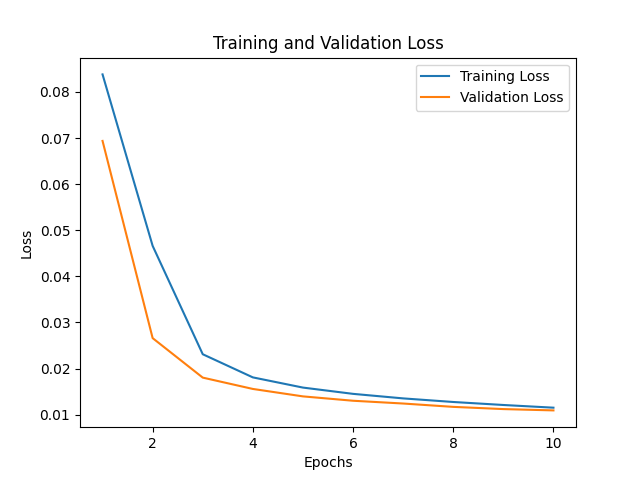 Training and Validation Loss
Training Loss
Validation Loss
0.08
0.07
0.06
0.05
0.04
0.03
0.02
0.01
Loss
2 4 6 8 10
Epochs